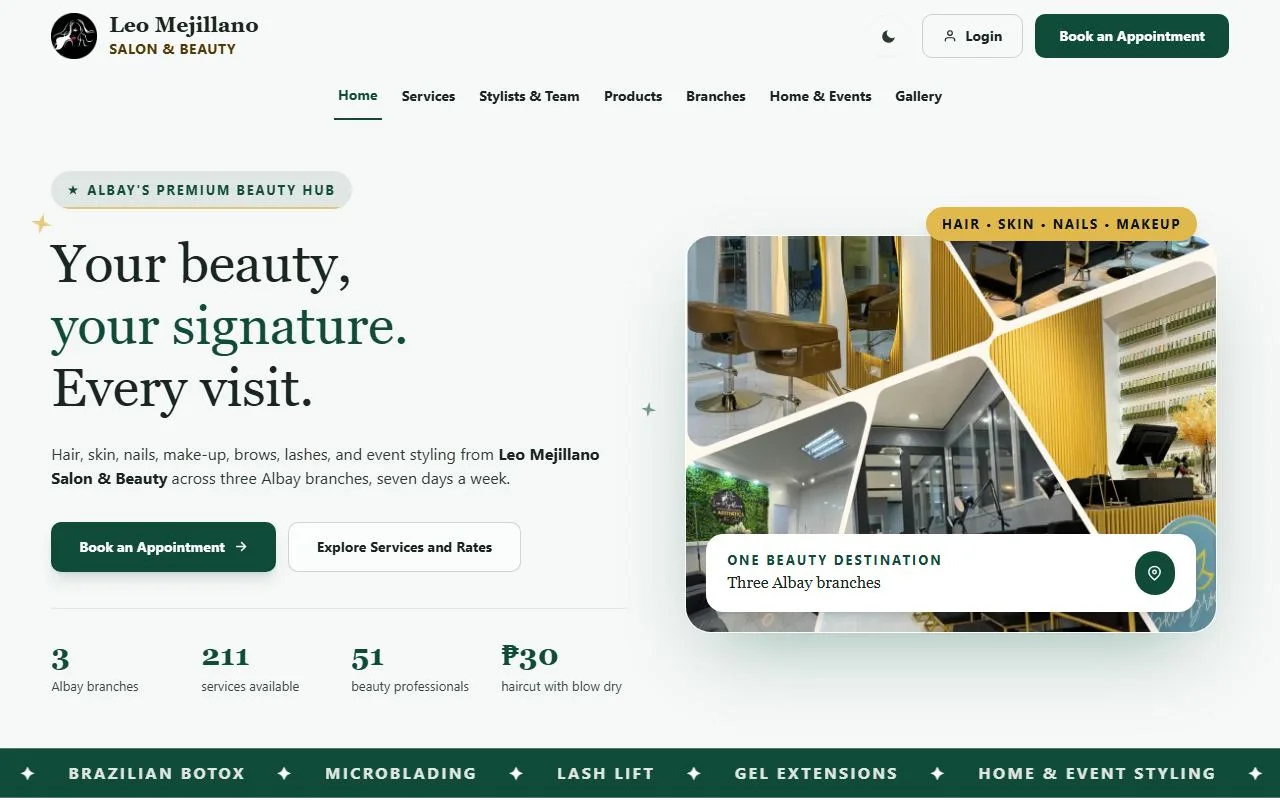 Leo Mejillano
SALON & BEAUTY
Login
Book an Appointment
Home
Services
Stylists & Team
Products
Branches
Home & Events
Gallery
★ ALBAY'S PREMIUM BEAUTY HUB
Your beauty,
your signature.
Every visit.
Hair, skin, nails, make-up, brows, lashes, and event styling from Leo Mejillano
Salon & Beauty across three Albay branches, seven days a week.
Book an Appointment →
Explore Services and Rates
3
Albay branches
211
services available
51
beauty professionals
₱30
haircut with blow dry
HAIR • SKIN • NAILS • MAKEUP
ONE BEAUTY DESTINATION
Three Albay branches
✦ BRAZILIAN BOTOX ✦ MICROBLADING ✦ LASH LIFT ✦ GEL EXTENSIONS ✦ HOME & EVENT STYLING ✦